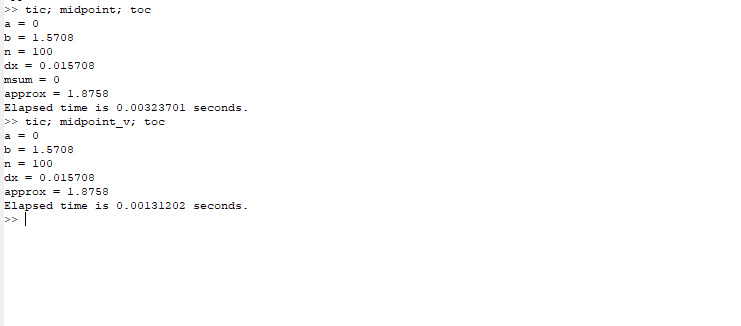 >> tic; midpoint; toc
a = 0
b = 1.5708
n = 100
dx = 0.015708
msum = 0
approx = 1.8758
Elapsed time is 0.00323701 seconds.
>> tic; midpoint_v; toc
a = 0
b = 1.5708
n = 100
dx = 0.015708
approx = 1.8758
Elapsed time is 0.00131202 seconds.
>>